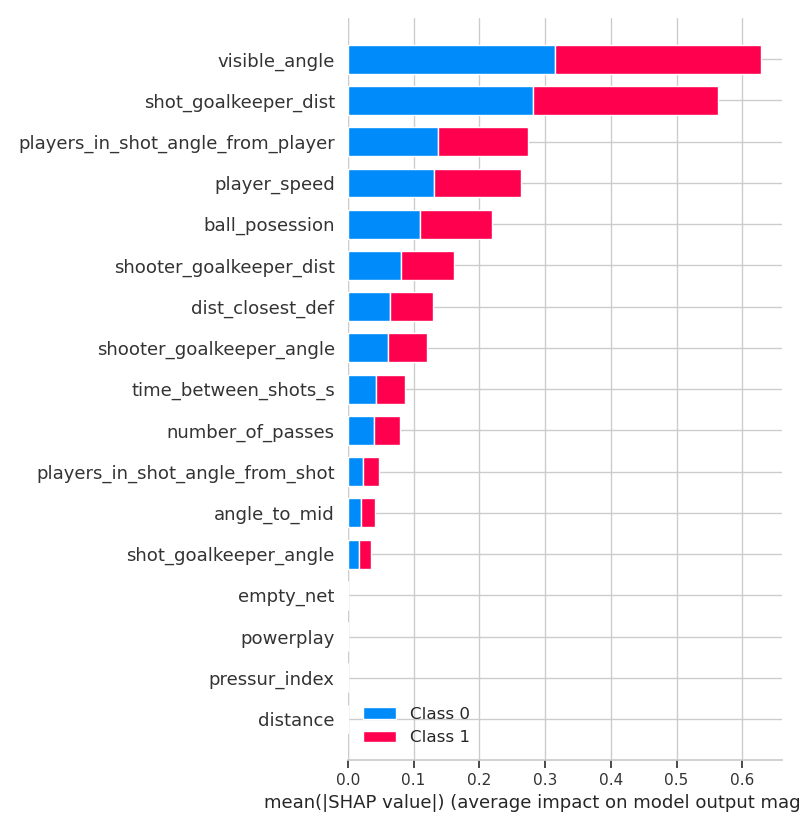 visible_angle
shot_goalkeeper_dist
players_in_shot_angle_from_player
player_speed
ball_posession
shooter_goalkeeper_dist
dist_closest_def
shooter_goalkeeper_angle
time_between_shots_s
number_of_passes
players_in_shot_angle_from_shot
angle_to_mid
shot_goalkeeper_angle
empty_net
powerplay
pressur_index
distance
Class 0
Class 1
0.0 0.1 0.2 0.3 0.4 0.5 0.6
mean(|SHAP value|) (average impact on model output mag